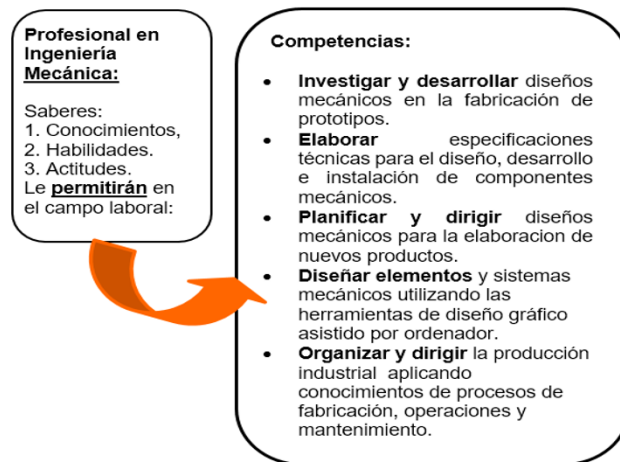 Profesional en
Ingeniería
Mecánica:
Saberes:
1. Conocimientos,
2. Habilidades.
3. Actitudes.
Le permitirán en
el campo laboral:
Competencias:
• Investigar y desarrollar diseños
mecánicos en la fabricación de
prototipos.
• Elaborar especificaciones
técnicas para el diseño, desarrollo
e instalación de componentes
mecánicos.
• Planificar y dirigir diseños
mecánicos para la elaboracion de
nuevos productos.
• Diseñar elementos y sistemas
mecánicos utilizando las
herramientas de diseño gráfico
asistido por ordenador.
• Organizar y dirigir la producción
industrial aplicando
conocimientos de procesos de
fabricación, operaciones y
mantenimiento.